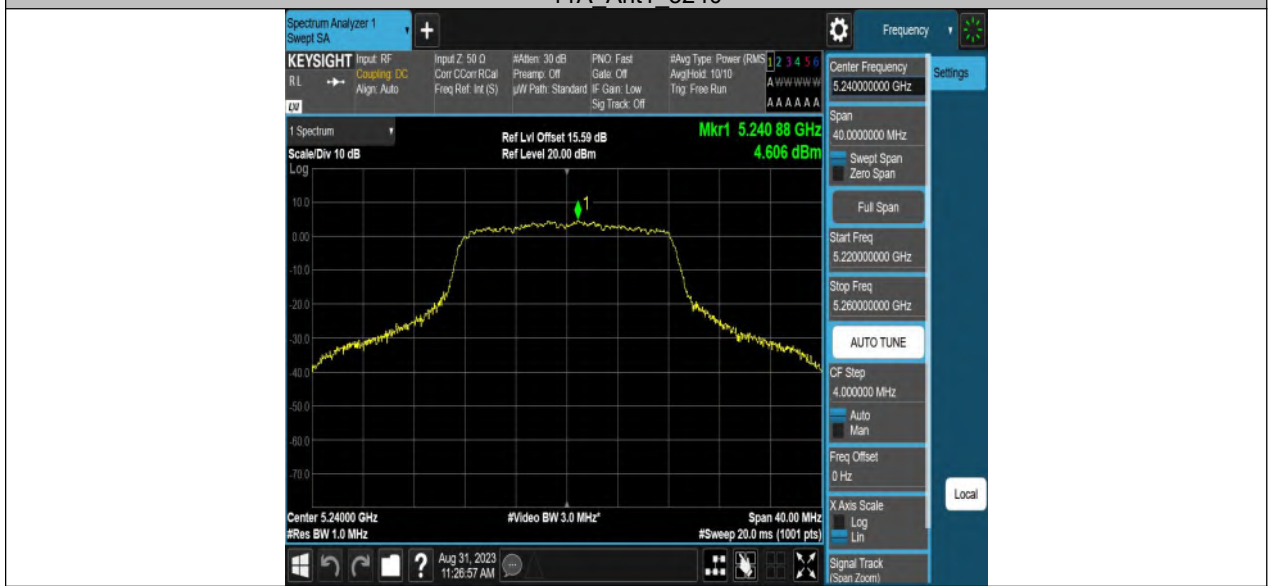 Spectrum Analyzer 1
Swept SA
+
Frequency
KEYSIGHT
RL
LXI
Input: RF
Coupling: DC
Align: Auto
Input Z: 50 Ω
Corr CCorr RCal
Freq Ref: Int (S)
#Atten: 30 dB
Preamp: Off
µW Path: Standard
PNO: Fast
Gate: Off
IF Gain: Low
Sig Track: Off
#Avg Type: Power (RMS
Avg|Hold: 10/10
Trig: Free Run
1 2 3 4 5 6
A W W W W W
A A A A A A
1 Spectrum
Scale/Div 10 dB
Ref Lvl Offset 15.59 dB
Ref Level 20.00 dBm
Mkr1 5.240 88 GHz
4.606 dBm
Log
10.0
0.00
-10.0
-20.0
-30.0
-40.0
-50.0
-60.0
-70.0
1
Center 5.24000 GHz
#Res BW 1.0 MHz
#Video BW 3.0 MHz*
Span 40.00 MHz
#Sweep 20.0 ms (1001 pts)
Center Frequency
5.240000000 GHz
Settings
Span
40.0000000 MHz
Swept Span
Zero Span
Full Span
Start Freq
5.220000000 GHz
Stop Freq
5.260000000 GHz
AUTO TUNE
CF Step
4.000000 MHz
Auto
Man
Freq Offset
0 Hz
X Axis Scale
Log
Lin
Local
Signal Track
(Span Zoom)
?
Aug 31, 2023
11:26:57 AM